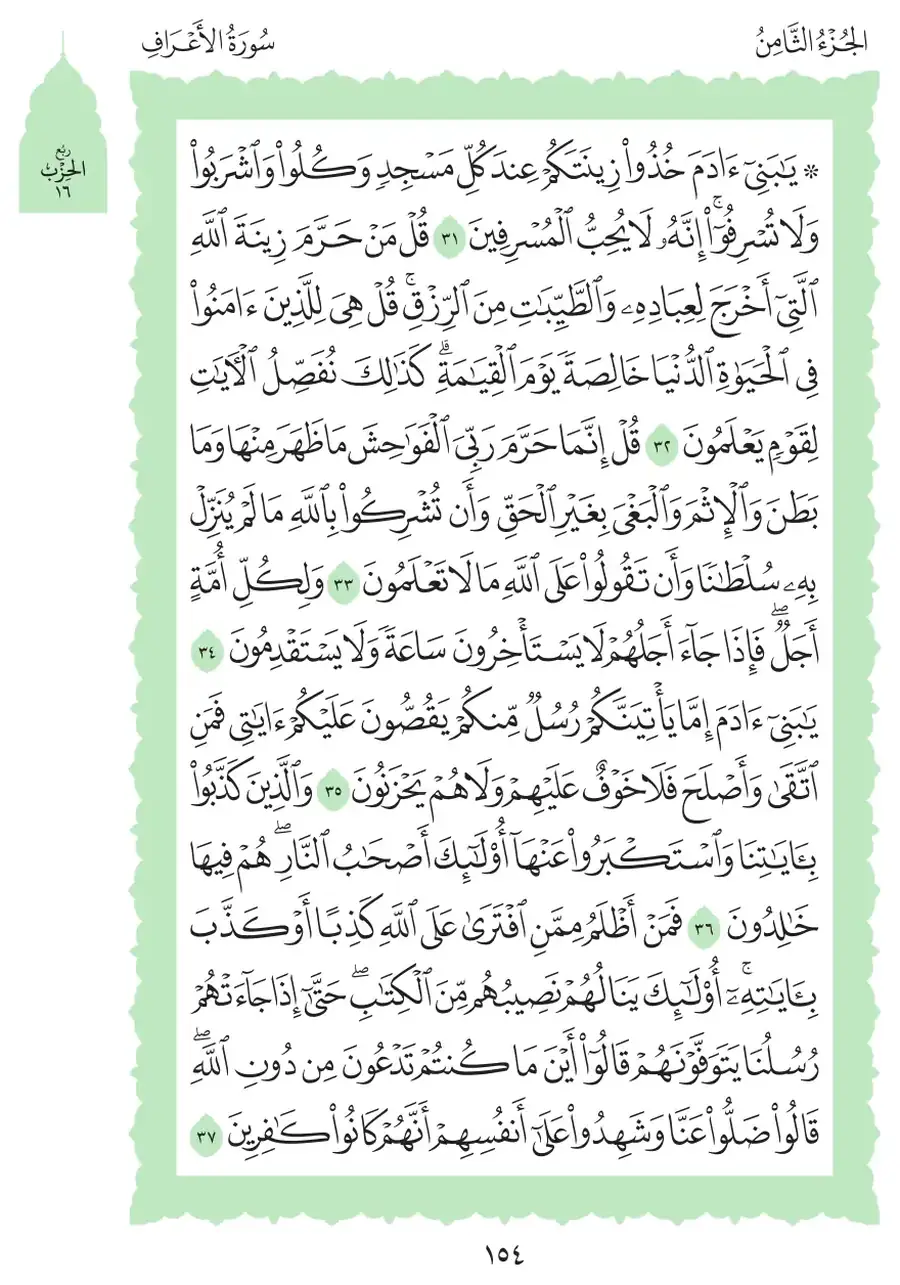 الجُزْءُ الثَّامِنُ
سُورَةُ الأَعْرَافِ
رُبْعُ
الحِزْبِ
١٦
۞ يَٰبَنِيٓ ءَادَمَ خُذُواْ زِينَتَكُمۡ عِندَ كُلِّ مَسۡجِدٖ وَكُلُواْ وَٱشۡرَبُواْ
وَلَا تُسۡرِفُوٓاْۚ إِنَّهُۥ لَا يُحِبُّ ٱلۡمُسۡرِفِينَ ٣١ قُلۡ مَنۡ حَرَّمَ زِينَةَ ٱللَّهِ
ٱلَّتِيٓ أَخۡرَجَ لِعِبَادِهِۦ وَٱلطَّيِّبَٰتِ مِنَ ٱلرِّزۡقِۚ قُلۡ هِيَ لِلَّذِينَ ءَامَنُواْ
فِي ٱلۡحَيَوٰةِ ٱلدُّنۡيَا خَالِصَةٗ يَوۡمَ ٱلۡقِيَٰمَةِۗ كَذَٰلِكَ نُفَصِّلُ ٱلۡأٓيَٰتِ
لِقَوۡمٖ يَعۡلَمُونَ ٣٢ قُلۡ إِنَّمَا حَرَّمَ رَبِّيَ ٱلۡفَوَٰحِشَ مَا ظَهَرَ مِنۡهَا وَمَا
بَطَنَ وَٱلۡإِثۡمَ وَٱلۡبَغۡيَ بِغَيۡرِ ٱلۡحَقِّ وَأَن تُشۡرِكُواْ بِٱللَّهِ مَا لَمۡ يُنَزِّلۡ
بِهِۦ سُلۡطَٰنٗا وَأَن تَقُولُواْ عَلَى ٱللَّهِ مَا لَا تَعۡلَمُونَ ٣٣ وَلِكُلِّ أُمَّةٍ
أَجَلٞۖ فَإِذَا جَآءَ أَجَلُهُمۡ لَا يَسۡتَأۡخِرُونَ سَاعَةٗ وَلَا يَسۡتَقۡدِمُونَ ٣٤
يَٰبَنِيٓ ءَادَمَ إِمَّا يَأۡتِيَنَّكُمۡ رُسُلٞ مِّنكُمۡ يَقُصُّونَ عَلَيۡكُمۡ ءَايَٰتِي فَمَنِ
ٱتَّقَىٰ وَأَصۡلَحَ فَلَا خَوۡفٌ عَلَيۡهِمۡ وَلَا هُمۡ يَحۡزَنُونَ ٣٥ وَٱلَّذِينَ كَذَّبُواْ
بِـَٔايَٰتِنَا وَٱسۡتَكۡبَرُواْ عَنۡهَآ أُوْلَٰٓئِكَ أَصۡحَٰبُ ٱلنَّارِۖ هُمۡ فِيهَا
خَٰلِدُونَ ٣٦ فَمَنۡ أَظۡلَمُ مِمَّنِ ٱفۡتَرَىٰ عَلَى ٱللَّهِ كَذِبًا أَوۡ كَذَّبَ
بِـَٔايَٰتِهِۦٓۚ أُوْلَٰٓئِكَ يَنَالُهُمۡ نَصِيبُهُم مِّنَ ٱلۡكِتَٰبِۖ حَتَّىٰٓ إِذَا جَآءَتۡهُمۡ
رُسُلُنَا يَتَوَفَّوۡنَهُمۡ قَالُوٓاْ أَيۡنَ مَا كُنتُمۡ تَدۡعُونَ مِن دُونِ ٱللَّهِۖ
قَالُواْ ضَلُّواْ عَنَّا وَشَهِدُواْ عَلَىٰٓ أَنفُسِهِمۡ أَنَّهُمۡ كَانُواْ كَٰفِرِينَ ٣٧
١٥٤